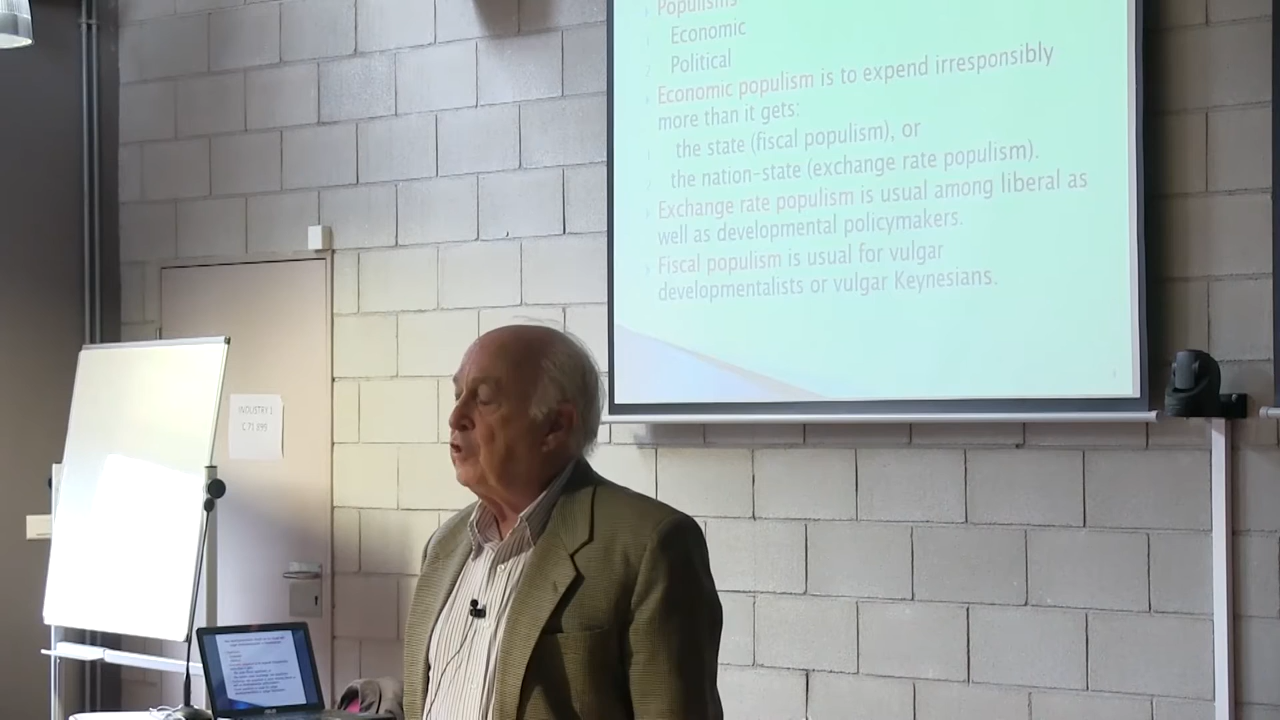 Populisms
Economic
Political
Economic populism is to expend irresponsibly
more than it gets:
the state (fiscal populism), or
the nation-state (exchange rate populism).
Exchange rate populism is usual among liberal as
well as developmental policymakers.
Fiscal populism is usual for vulgar
developmentalists or vulgar Keynesians.
INDUSTRY 1
ASUS